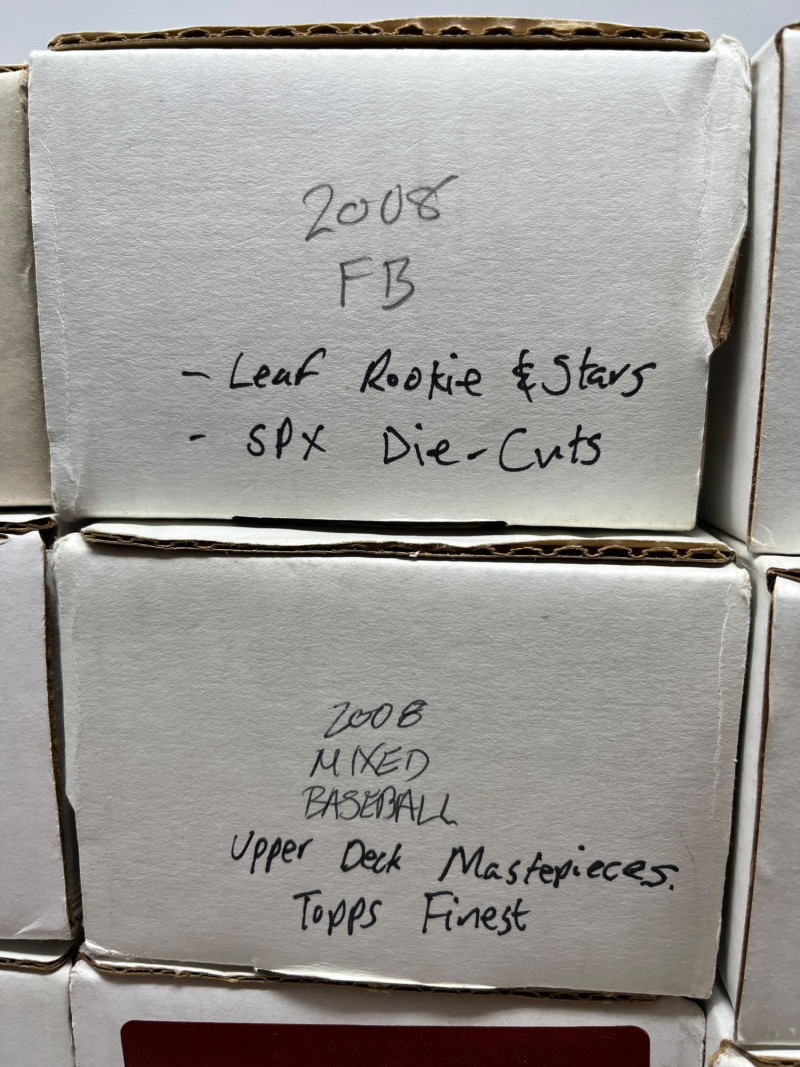 2008
FB
- Leaf Rookie & Stars
- SPX Die-Cuts
2008
MIXED
BASEBALL
Upper Deck Mastepieces.
Topps Finest